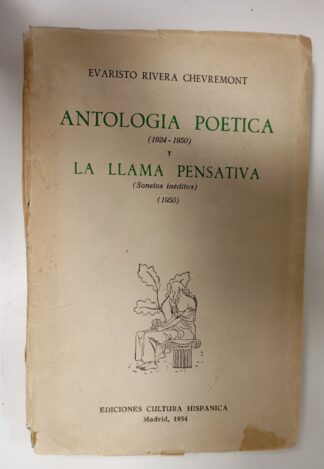 EVARISTO RIVERA CHEVREMONT
ANTOLOGIA POETICA
(1924-1950)
Y
LA LLAMA PENSATIVA
(Sonetos inéditos)
(1950)
EDICIONES CULTURA HISPANICA
Madrid, 1954